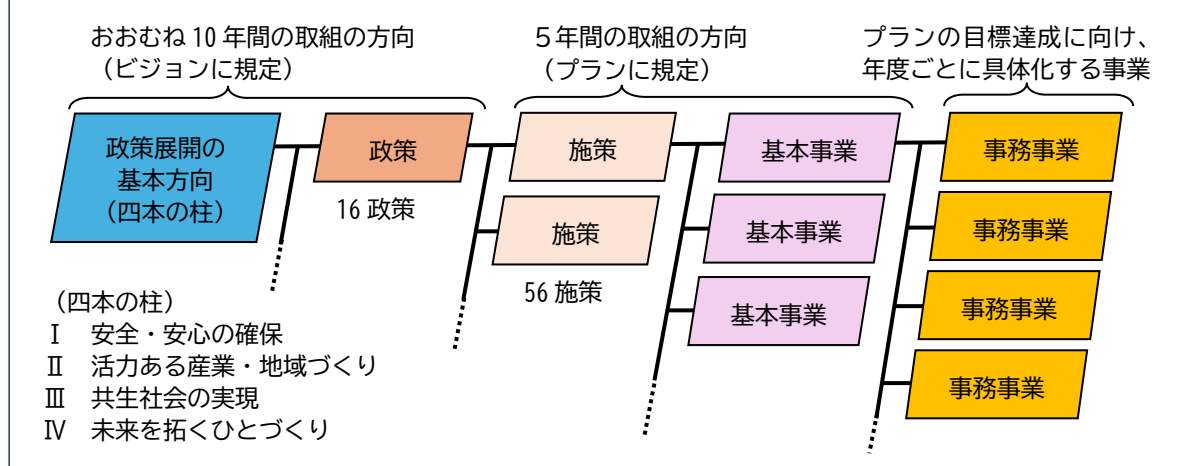 おおむね 10 年間の取組の方向
（ビジョンに規定）
５年間の取組の方向
（プランに規定）
プランの目標達成に向け、
年度ごとに具体化する事業
政策展開の
基本方向
（四本の柱）
政策
16 政策
施策
施策
56 施策
基本事業
基本事業
基本事業
事務事業
事務事業
事務事業
事務事業
（四本の柱）
Ⅰ　安全・安心の確保
Ⅱ　活力ある産業・地域づくり
Ⅲ　共生社会の実現
Ⅳ　未来を拓くひとづくり